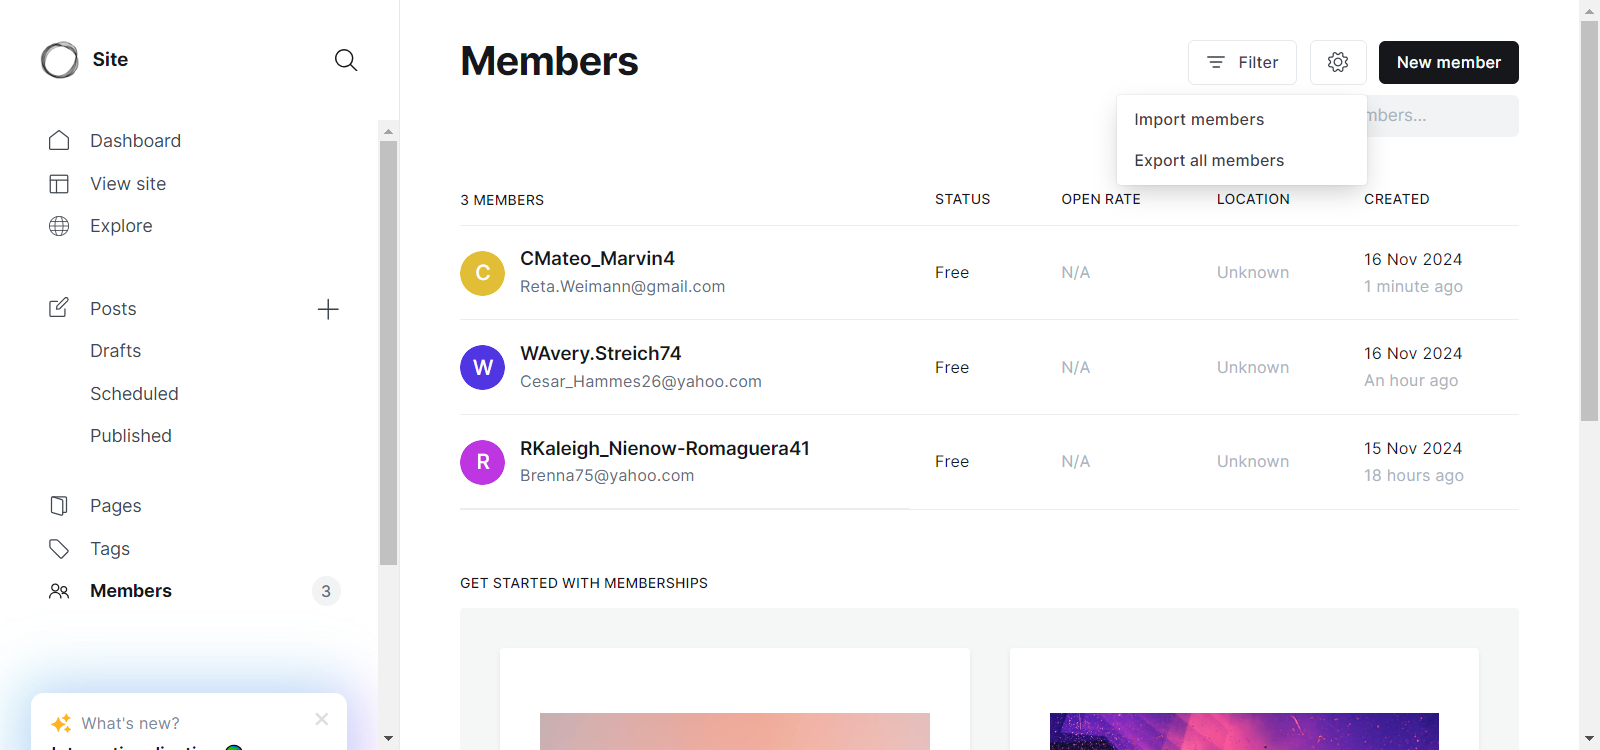 Site
Dashboard
View site
Explore
Posts
Drafts
Scheduled
Published
Pages
Tags
Members
3
What's new?
Members
Filter
New member
Import members
Export all members
3 MEMBERS
STATUS
OPEN RATE
LOCATION
CREATED
C
CMateo_Marvin4
Reta.Weimann@gmail.com
Free
N/A
Unknown
16 Nov 2024
1 minute ago
W
WAvery.Streich74
Cesar_Hammes26@yahoo.com
Free
N/A
Unknown
16 Nov 2024
An hour ago
R
RKaleigh_Nienow-Romaguera41
Brenna75@yahoo.com
Free
N/A
Unknown
15 Nov 2024
18 hours ago
GET STARTED WITH MEMBERSHIPS